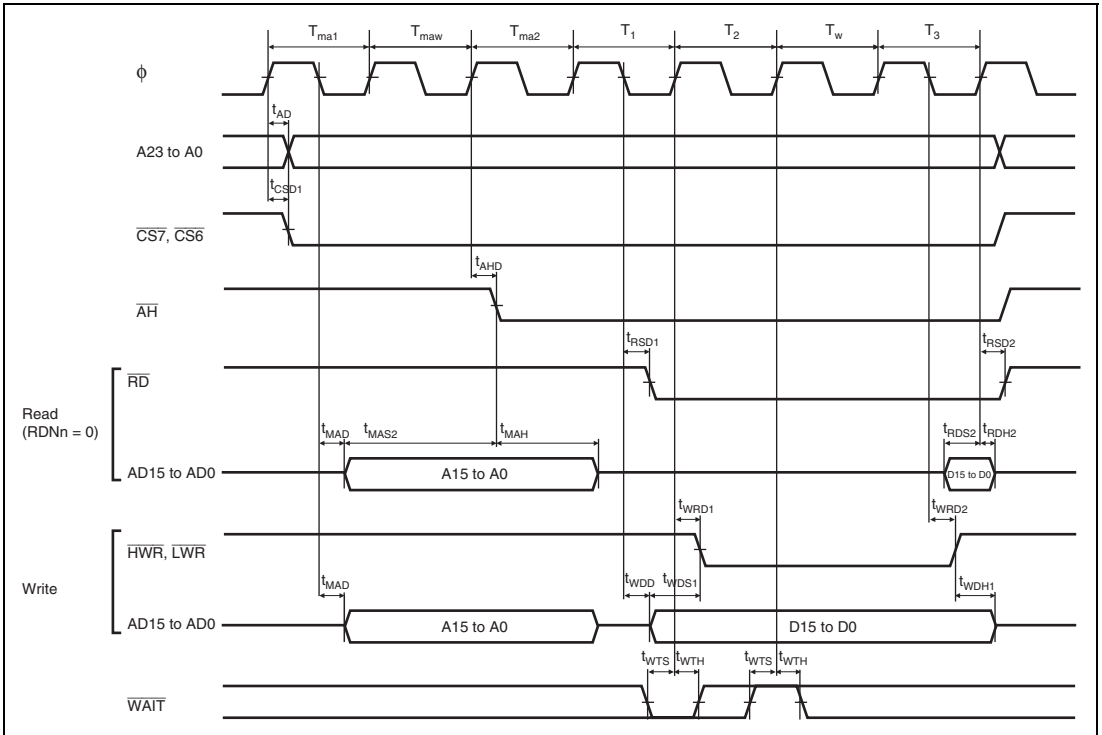 Tma1 Tmaw Tma2 T1 T2 Tw T3
ϕ
tAD
A23 to A0
tCSD1
CS7, CS6
tAHD
AH
tRSD1 tRSD2
RD
Read
(RDNn = 0)
tMAD tMAS2 tMAH tRDS2 tRDH2
AD15 to AD0 A15 to A0 D15 to D0
tWRD1 tWRD2
HWR, LWR
Write
tMAD tWDD tWDS1 tWDH1
AD15 to AD0 A15 to A0 D15 to D0
tWTS tWTH tWTS tWTH
WAIT